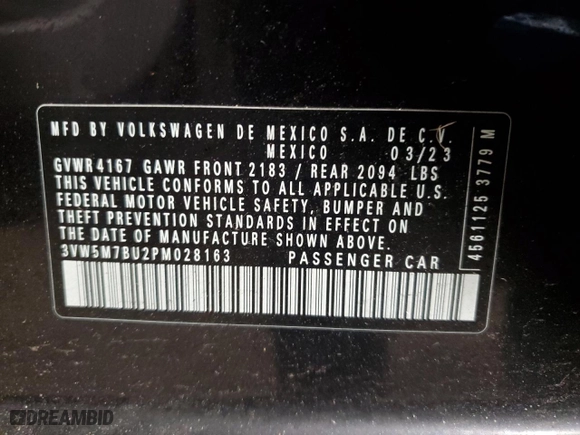 MFD BY VOLKSWAGEN DE MEXICO S.A. DE C.V.
MEXICO 03/23
GVWR 4167 GAWR FRONT 2183 / REAR 2094 LBS
THIS VEHICLE CONFORMS TO ALL APPLICABLE U.S.
FEDERAL MOTOR VEHICLE SAFETY, BUMPER AND
THEFT PREVENTION STANDARDS IN EFFECT ON
THE DATE OF MANUFACTURE SHOWN ABOVE.
3VW5M7BU2PM028163 PASSENGER CAR
4561125 3779 M
DREAMBID